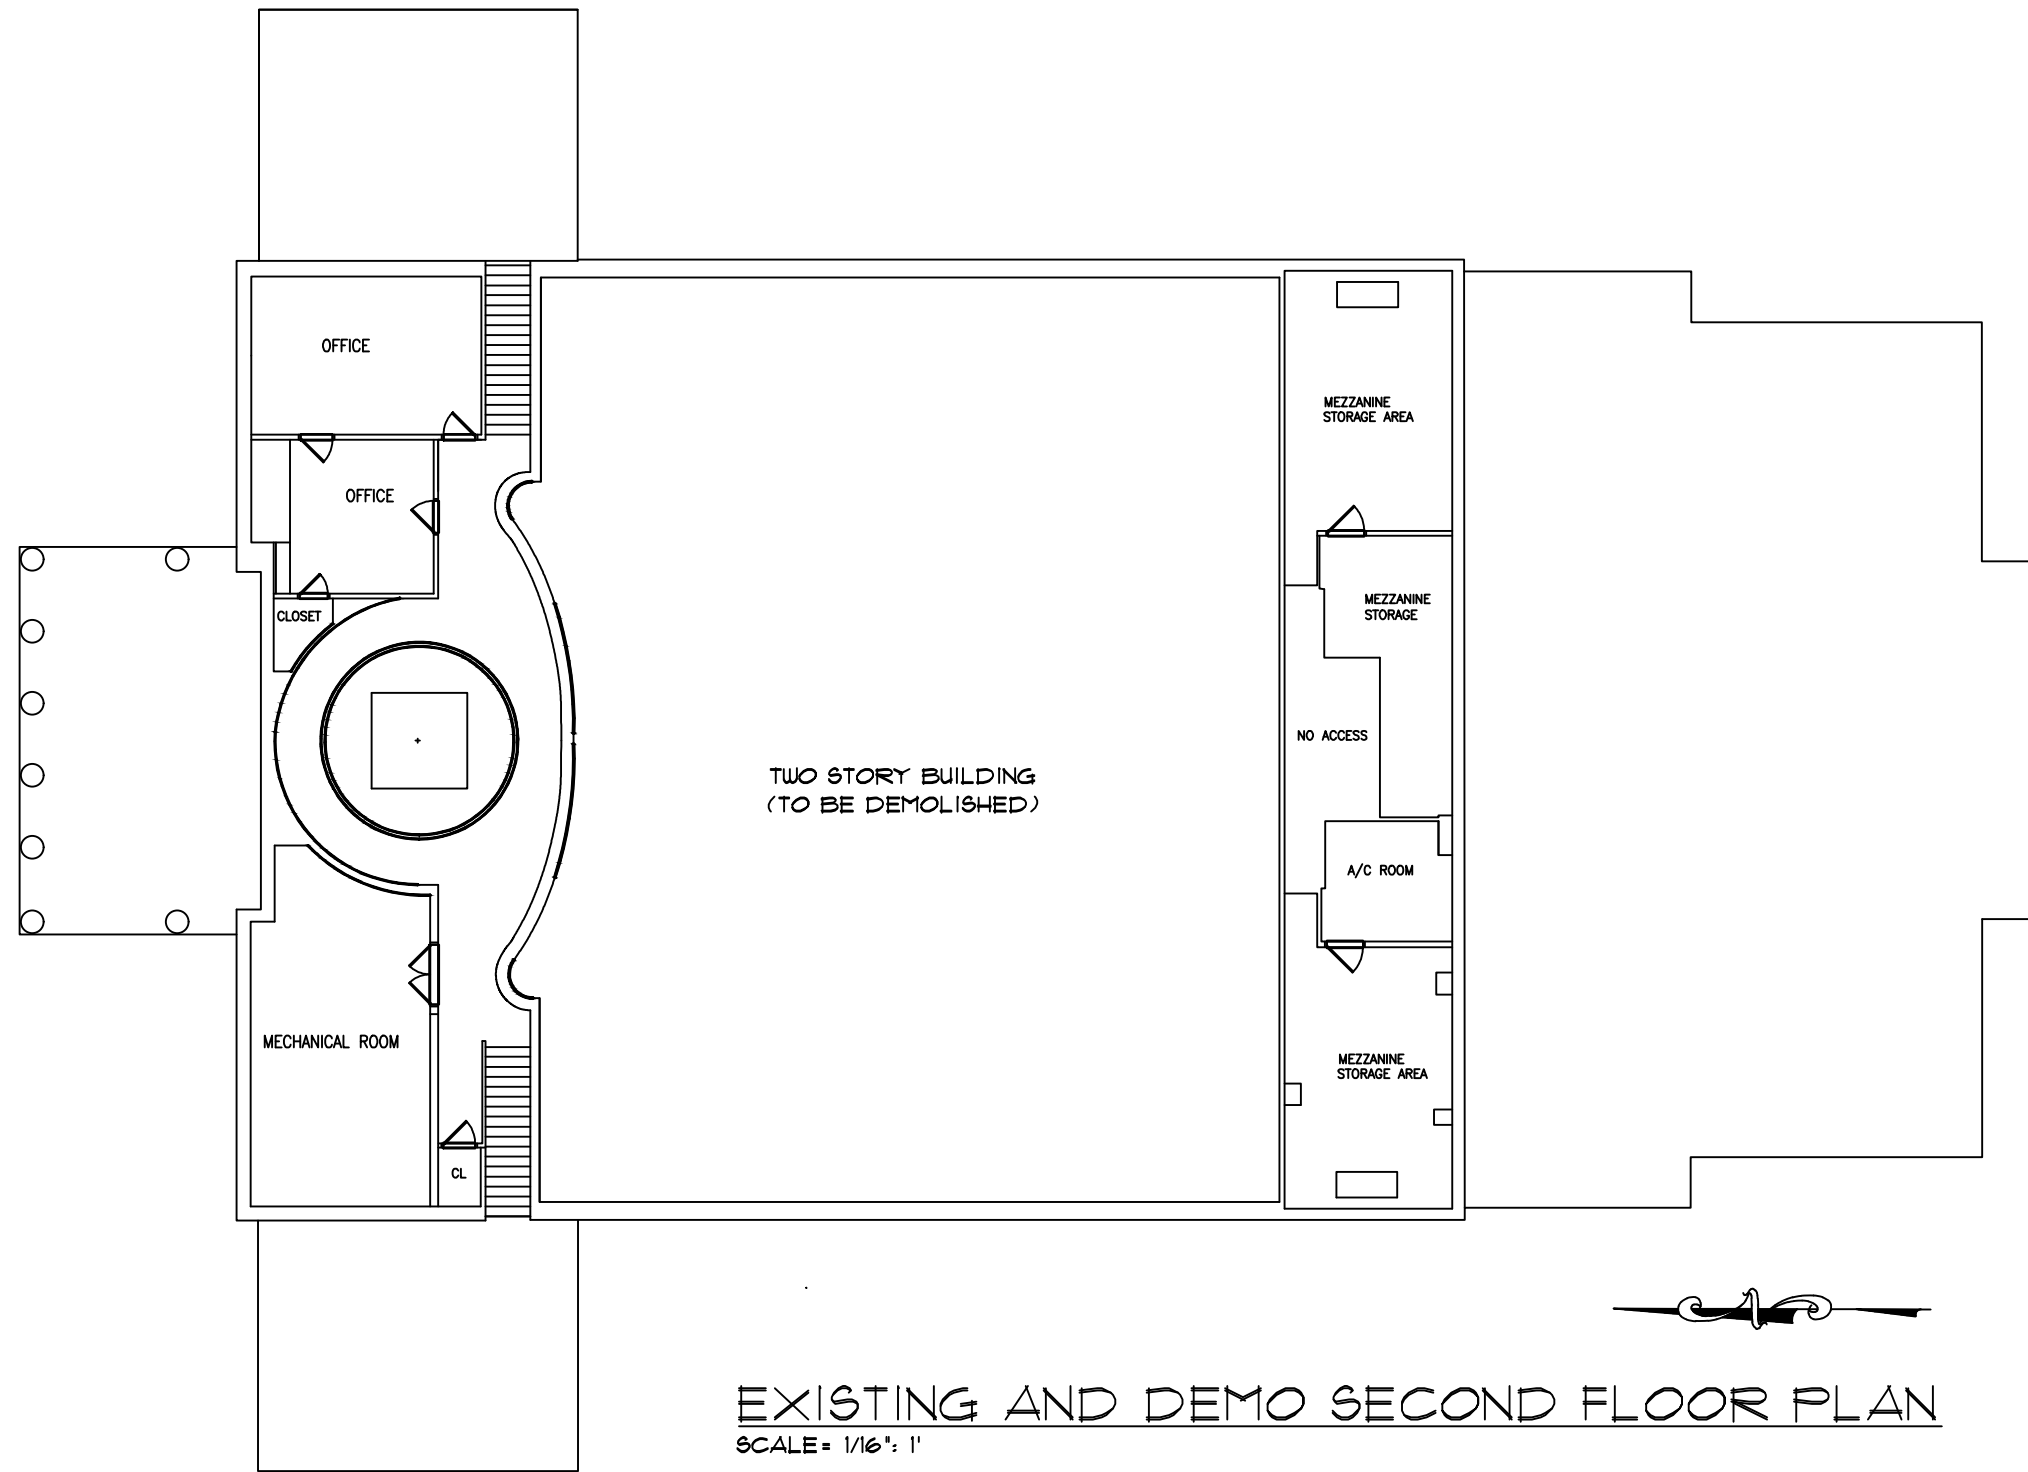 OFFICE
OFFICE
CLOSET
MECHANICAL ROOM
CL
TWO STORY BUILDING
(TO BE DEMOLISHED)
MEZZANINE
STORAGE AREA
MEZZANINE
STORAGE
NO ACCESS
A/C ROOM
MEZZANINE
STORAGE AREA
N
EXISTING AND DEMO SECOND FLOOR PLAN
SCALE= 1/16": 1'